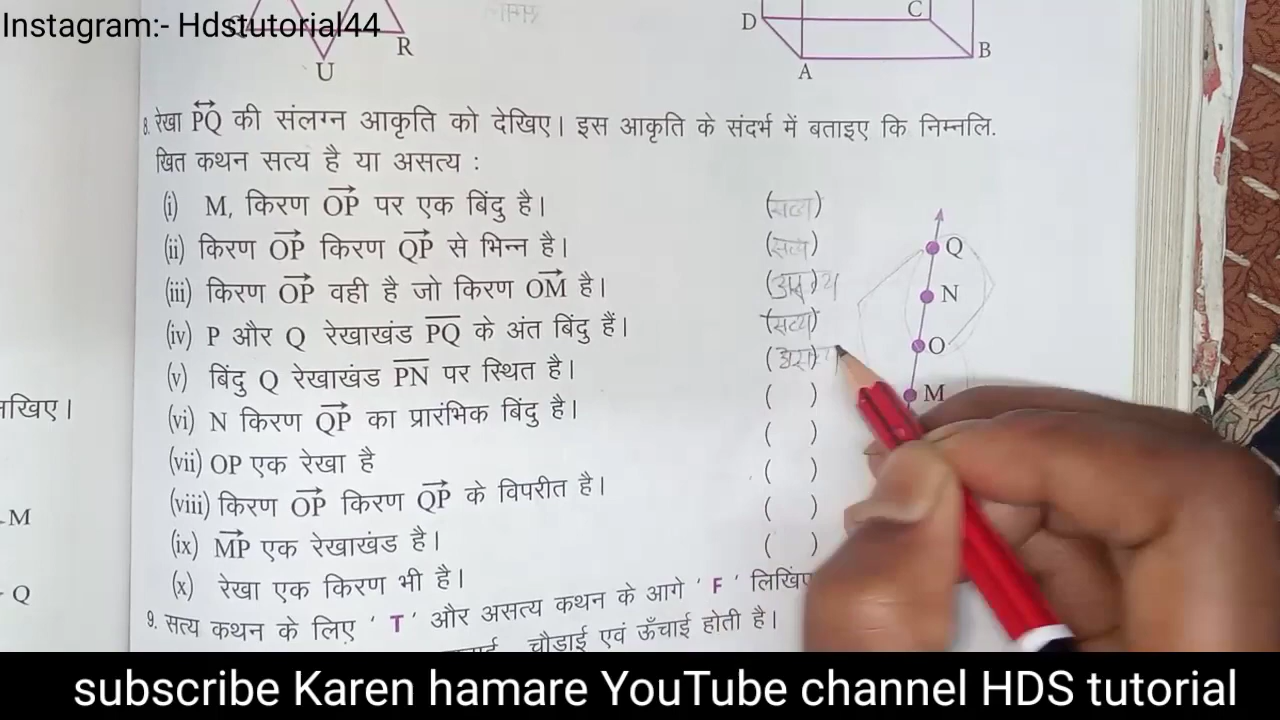 Instagram:- Hdstutorial44
R
U
D
C
B
A
8. रेखा PQ की संलग्न आकृति को देखिए। इस आकृति के संदर्भ में बताइए कि निम्नलि.
खित कथन सत्य है या असत्य :
(i) M, किरण OP पर एक बिंदु है। (सत्य)
(ii) किरण OP किरण QP से भिन्न है। (सत्य)
(iii) किरण OP वही है जो किरण OM है।
(iv) P और Q रेखाखंड PQ के अंत बिंदु हैं। (सत्य)
(v) बिंदु Q रेखाखंड PN पर स्थित है।
(vi) N किरण QP का प्रारंभिक बिंदु है। ( )
(vii) OP एक रेखा है ( )
(viii) किरण OP किरण QP के विपरीत है। ( )
(ix) MP एक रेखाखंड है। ( )
(x) रेखा एक किरण भी है। ( )
Q
N
O
M
9. सत्य कथन के लिए ' T ' और असत्य कथन के आगे ' F '
चौड़ाई एवं ऊँचाई होती है।
M
Q
subscribe Karen hamare YouTube channel HDS tutorial